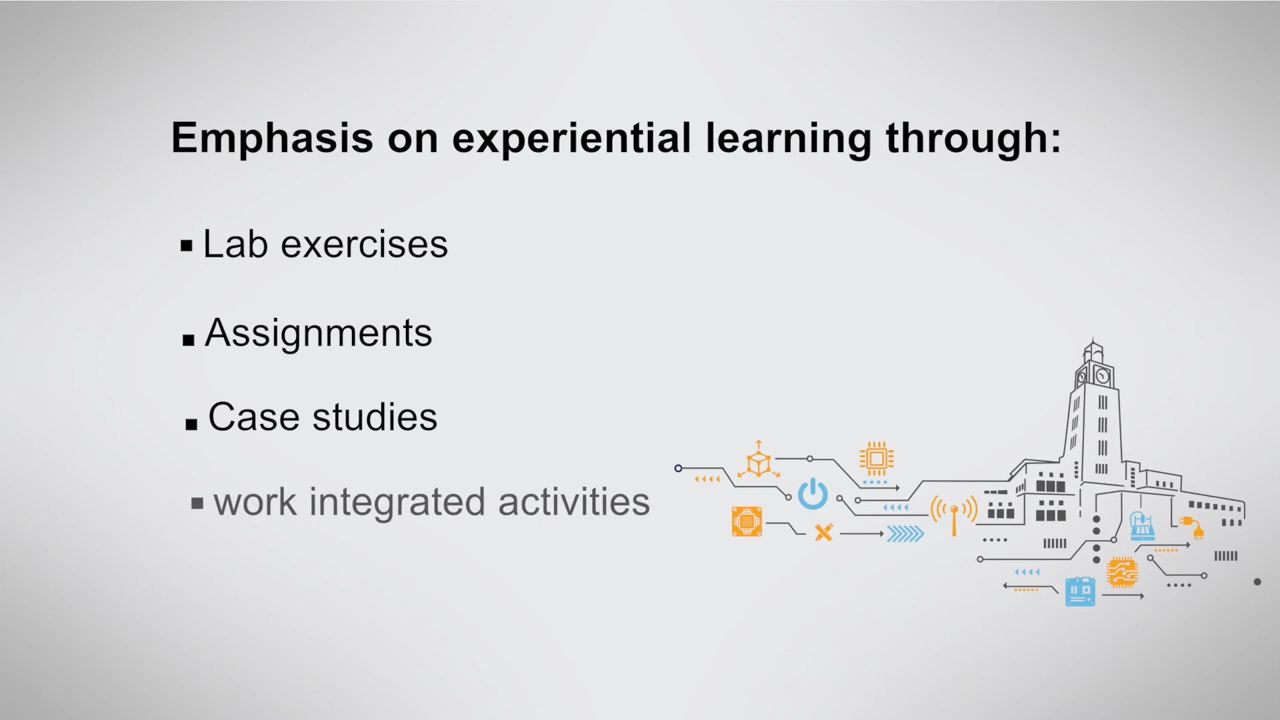 Emphasis on experiential learning through:
▪ Lab exercises
▪ Assignments
▪ Case studies
▪ work integrated activities